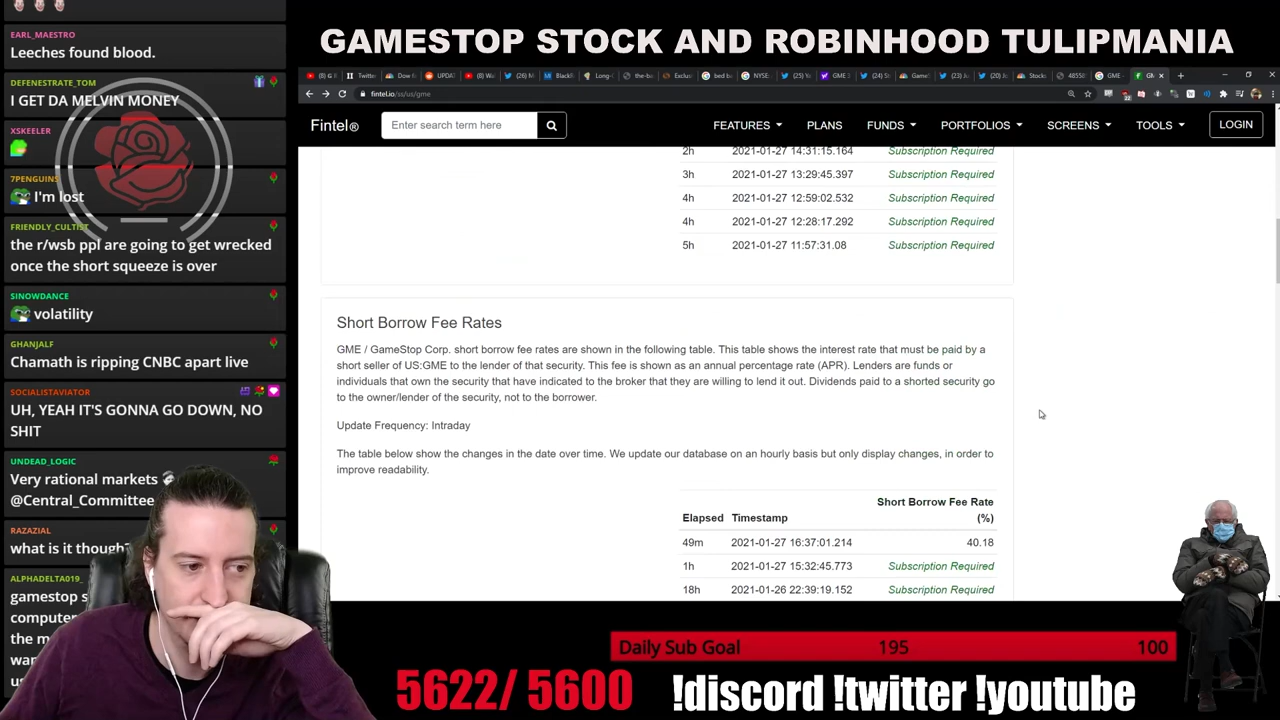 GAMESTOP STOCK AND ROBINHOOD TULIPMANIA
EARL_MAESTRO
Leeches found blood.
DEFENESTRATE_TOM
I GET DA MELVIN MONEY
XSKEELER
7PENGUINS
I'm lost
FRIENDLY_CULTIST
the r/wsb ppl are going to get wrecked
once the short squeeze is over
SINOWDANCE
volatility
GHANJALF
Chamath is ripping CNBC apart live
SOCIALISTAVIATOR
UH, YEAH IT'S GONNA GO DOWN, NO
SHIT
UNDEAD_LOGIC
Very rational markets
@Central_Committee
RAZAZIAL
what is it though?
ALPHADELTA019_
gamestop s
computer
the m
wan
us
fintel.io/ss/us/gme
Fintel®
Enter search term here
FEATURES
PLANS
FUNDS
PORTFOLIOS
SCREENS
TOOLS
LOGIN
2h 2021-01-27 14:31:15.164 Subscription Required
3h 2021-01-27 13:29:45.397 Subscription Required
4h 2021-01-27 12:59:02.532 Subscription Required
4h 2021-01-27 12:28:17.292 Subscription Required
5h 2021-01-27 11:57:31.08 Subscription Required
Short Borrow Fee Rates
GME / GameStop Corp. short borrow fee rates are shown in the following table. This table shows the interest rate that must be paid by a
short seller of US:GME to the lender of that security. This fee is shown as an annual percentage rate (APR). Lenders are funds or
individuals that own the security that have indicated to the broker that they are willing to lend it out. Dividends paid to a shorted security go
to the owner/lender of the security, not to the borrower.
Update Frequency: Intraday
The table below show the changes in the date over time. We update our database on an hourly basis but only display changes, in order to
improve readability.
Short Borrow Fee Rate
Elapsed Timestamp (%)
49m 2021-01-27 16:37:01.214 40.18
1h 2021-01-27 15:32:45.773 Subscription Required
18h 2021-01-26 22:39:19.152 Subscription Required
Daily Sub Goal 195 100
5622/ 5600 !discord !twitter !youtube